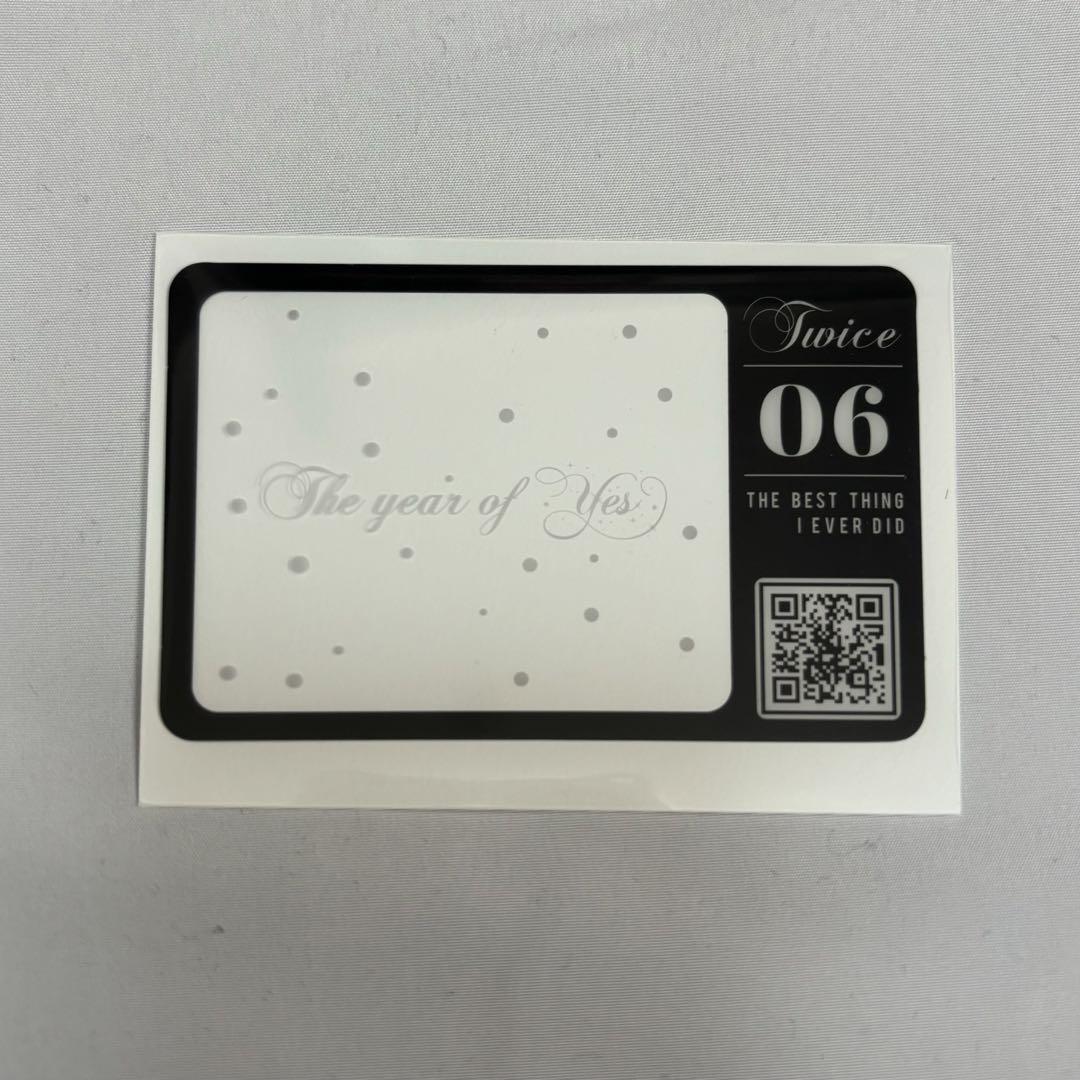 The year of Yes
Twice
06
THE BEST THING
I EVER DID